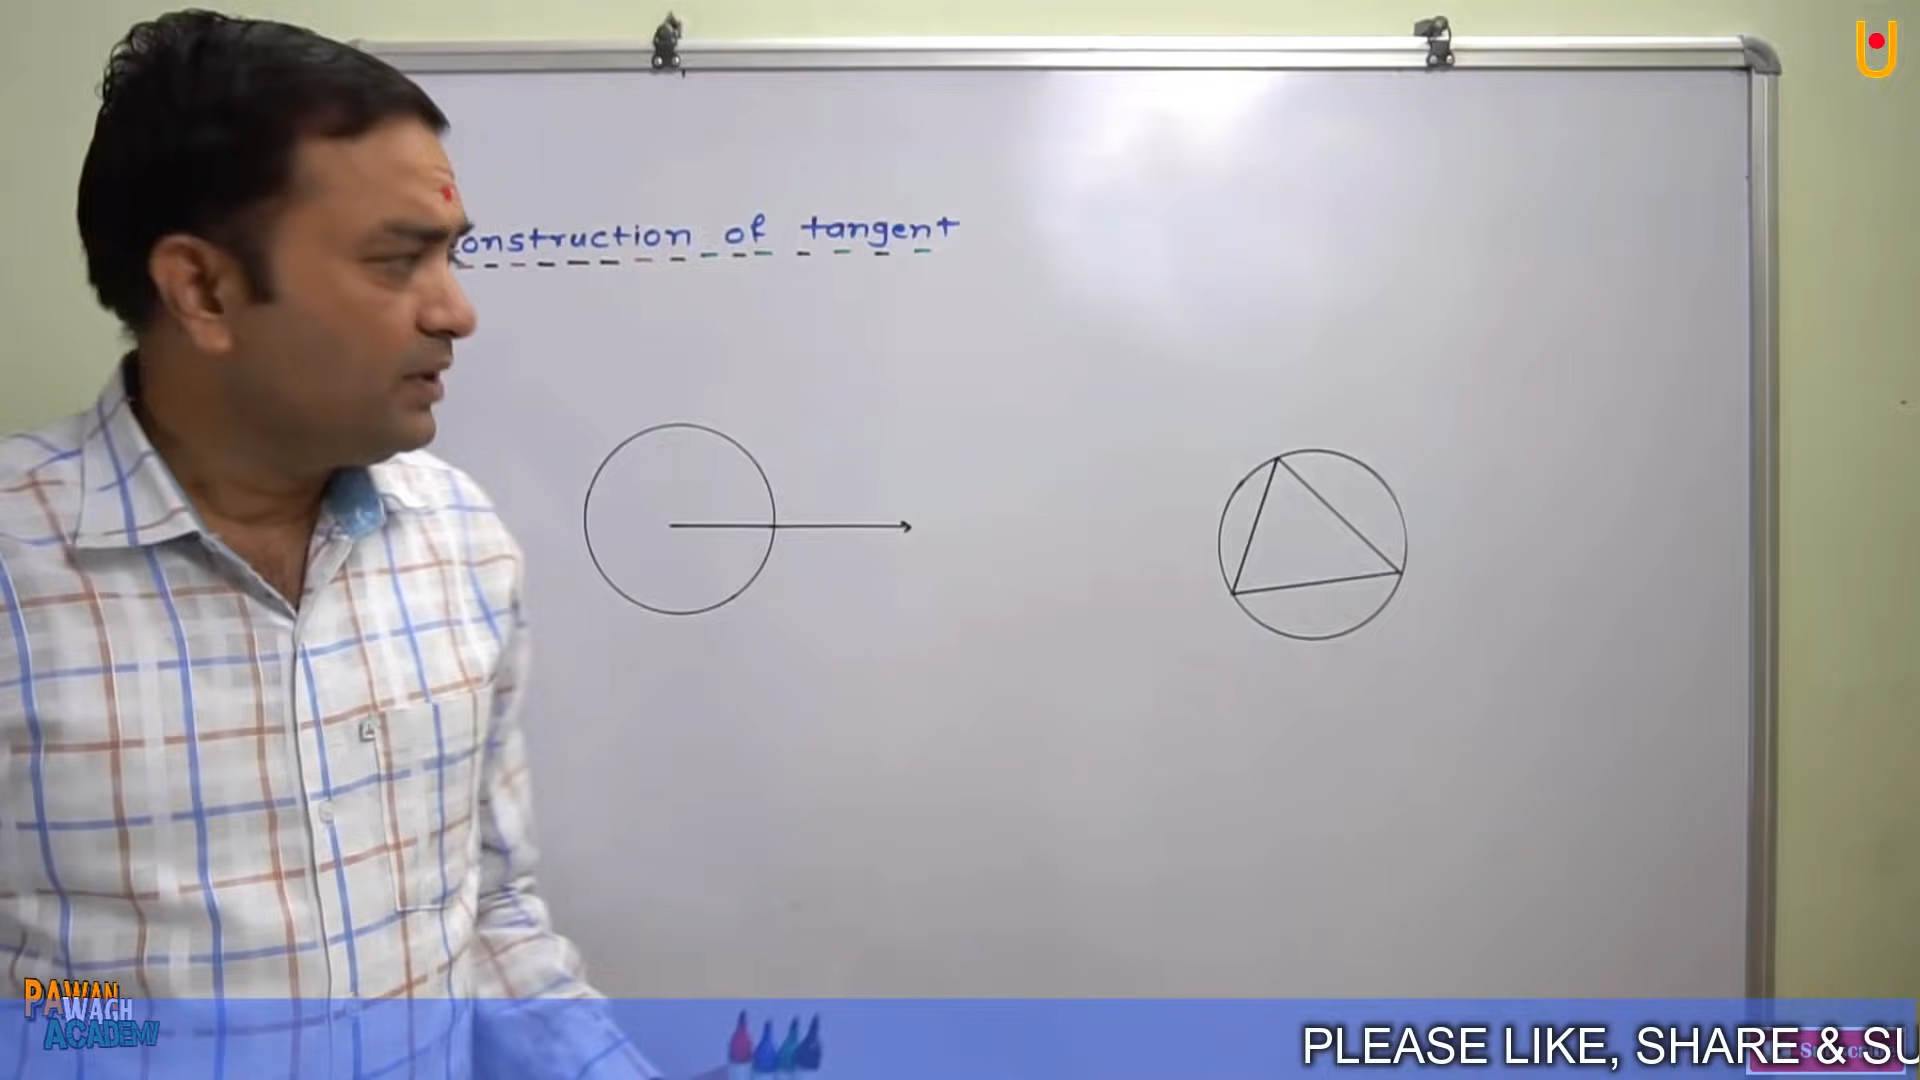 onstruction of tangent
PAWAN
WAGH
ACADEMY
PLEASE LIKE, SHARE & SU